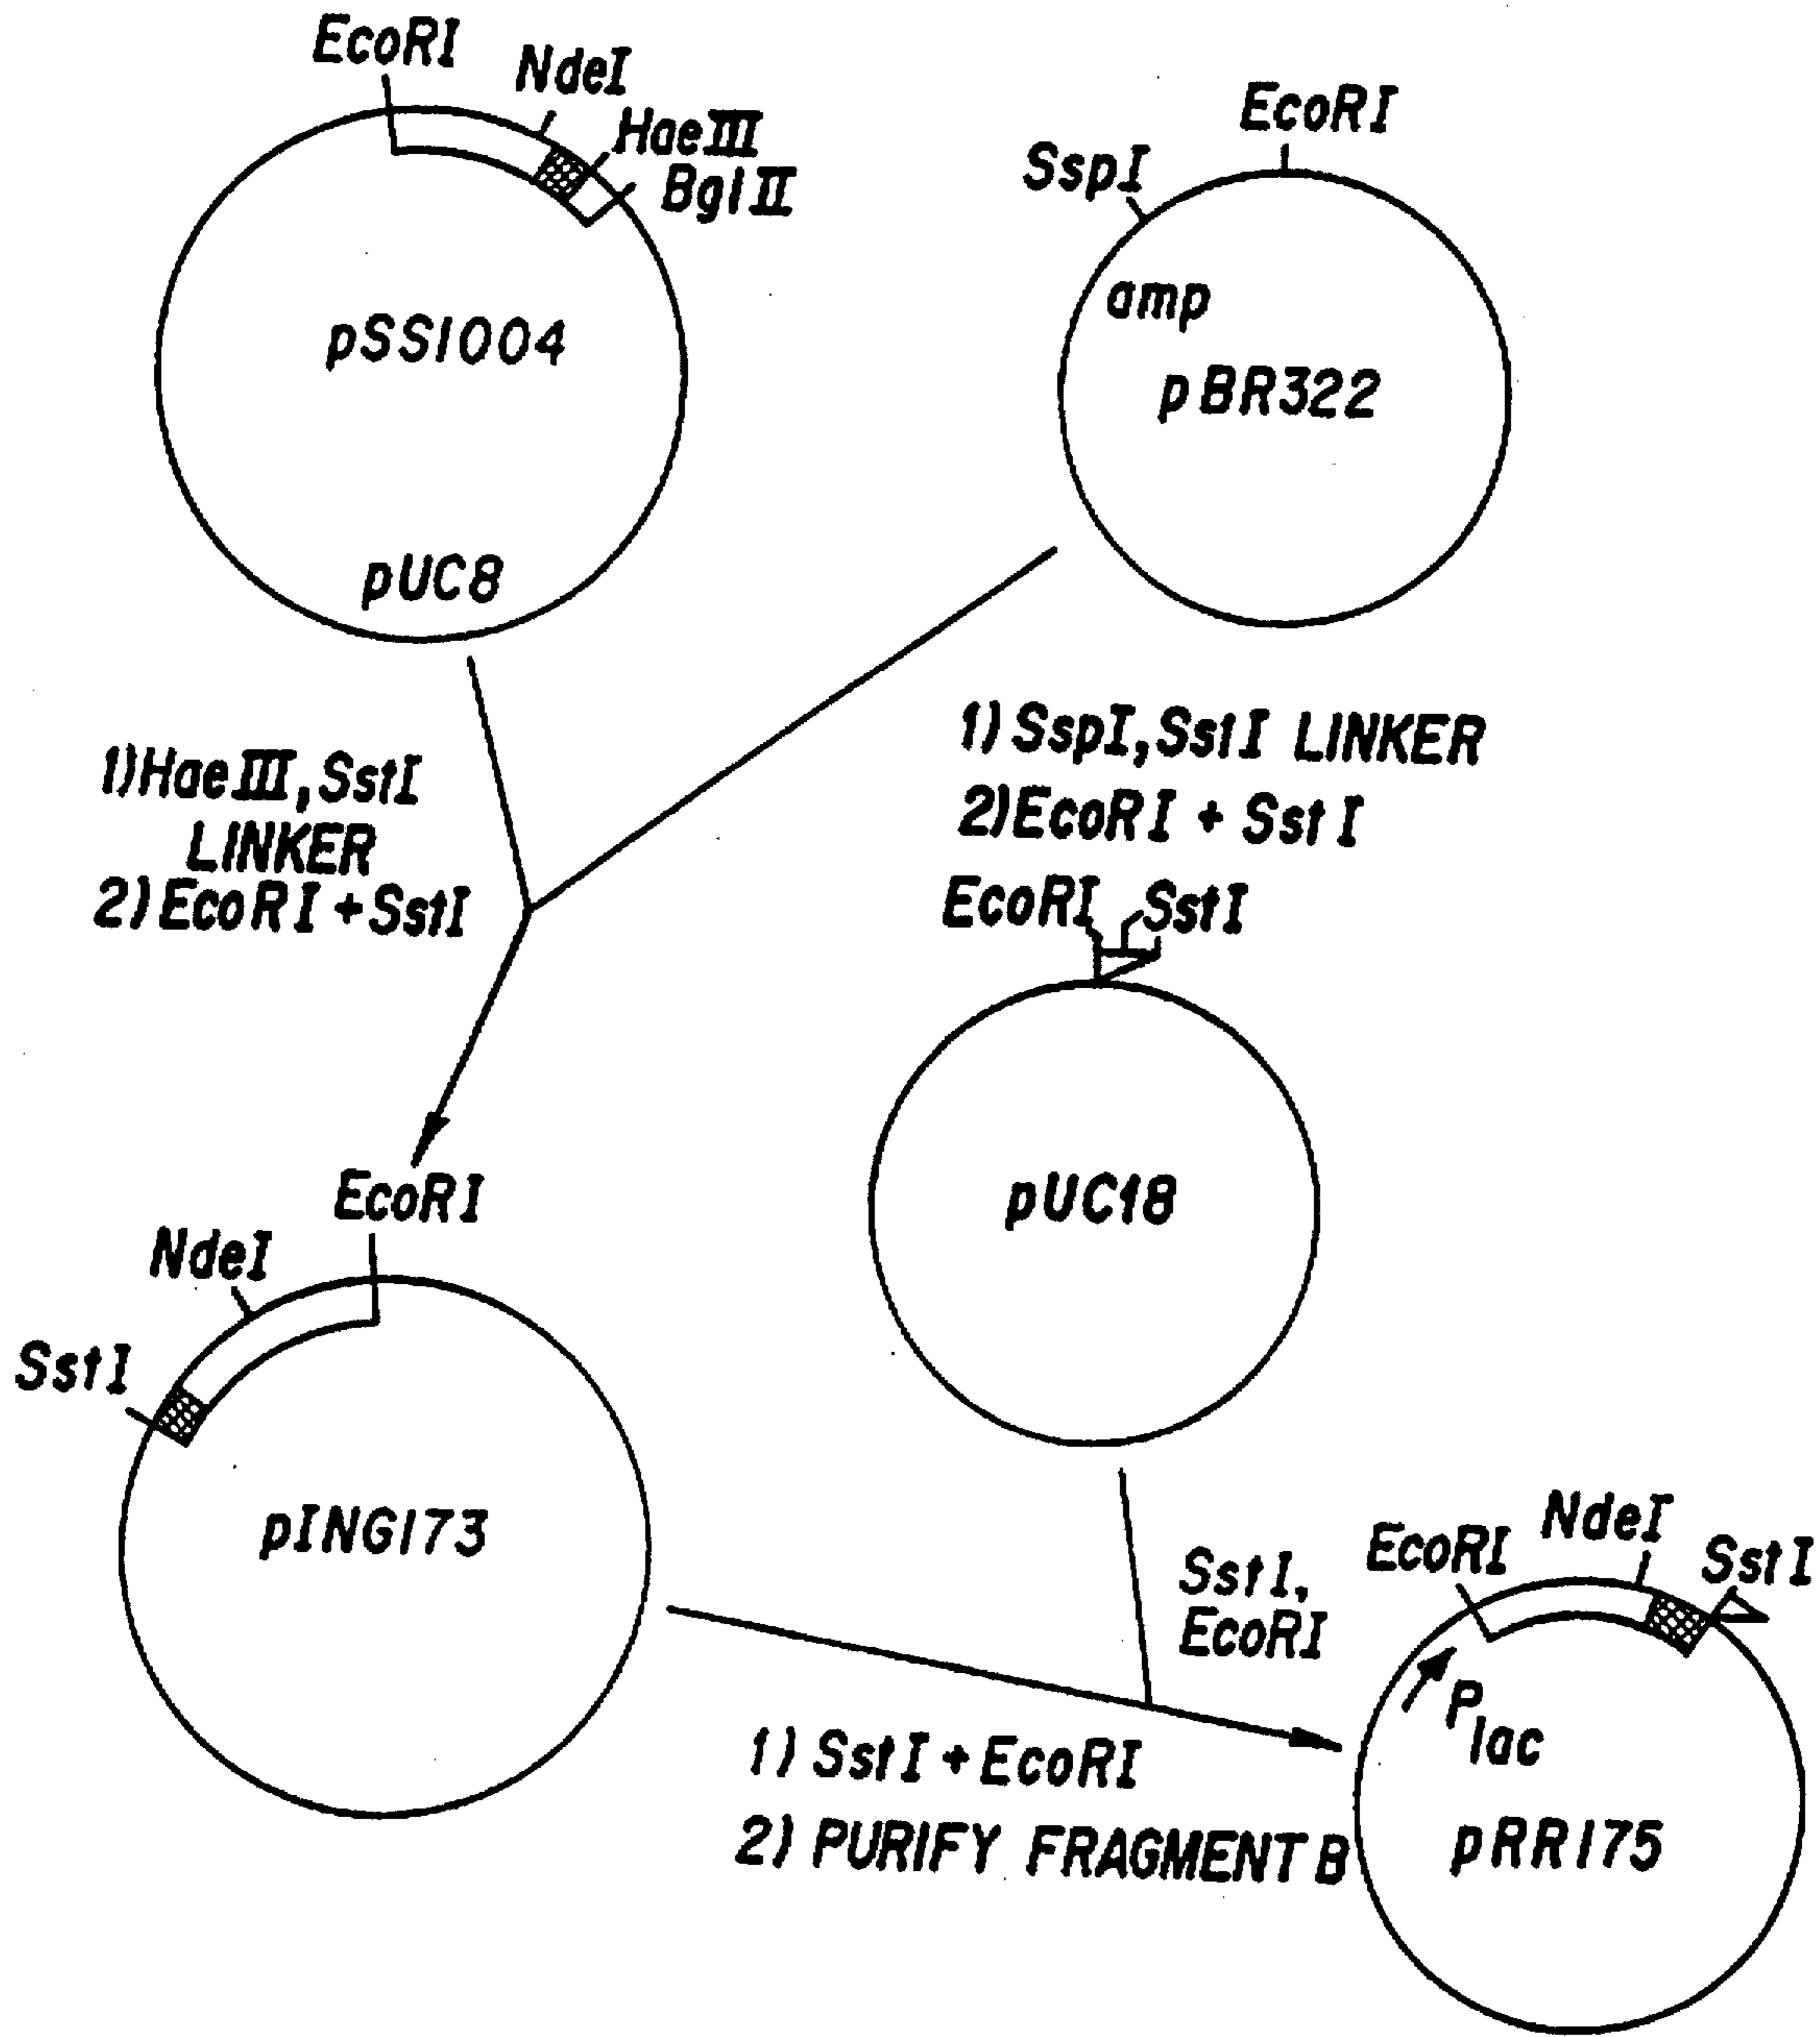 EcoRI
NdeI
HaeIII
BglII
pSS1004
pUC8
EcoRI
SspI
amp
pBR322
1)HaeIII,SstI
LINKER
2)EcoRI+SstI
1)SspI,SstI LINKER
2)EcoRI + SstI
EcoRI
SstI
pUC18
EcoRI
NdeI
SstI
pING173
SstI,
EcoRI
1) SstI+EcoRI
2) PURIFY FRAGMENT B
EcoRI
NdeI
SstI
Plac
pRR175